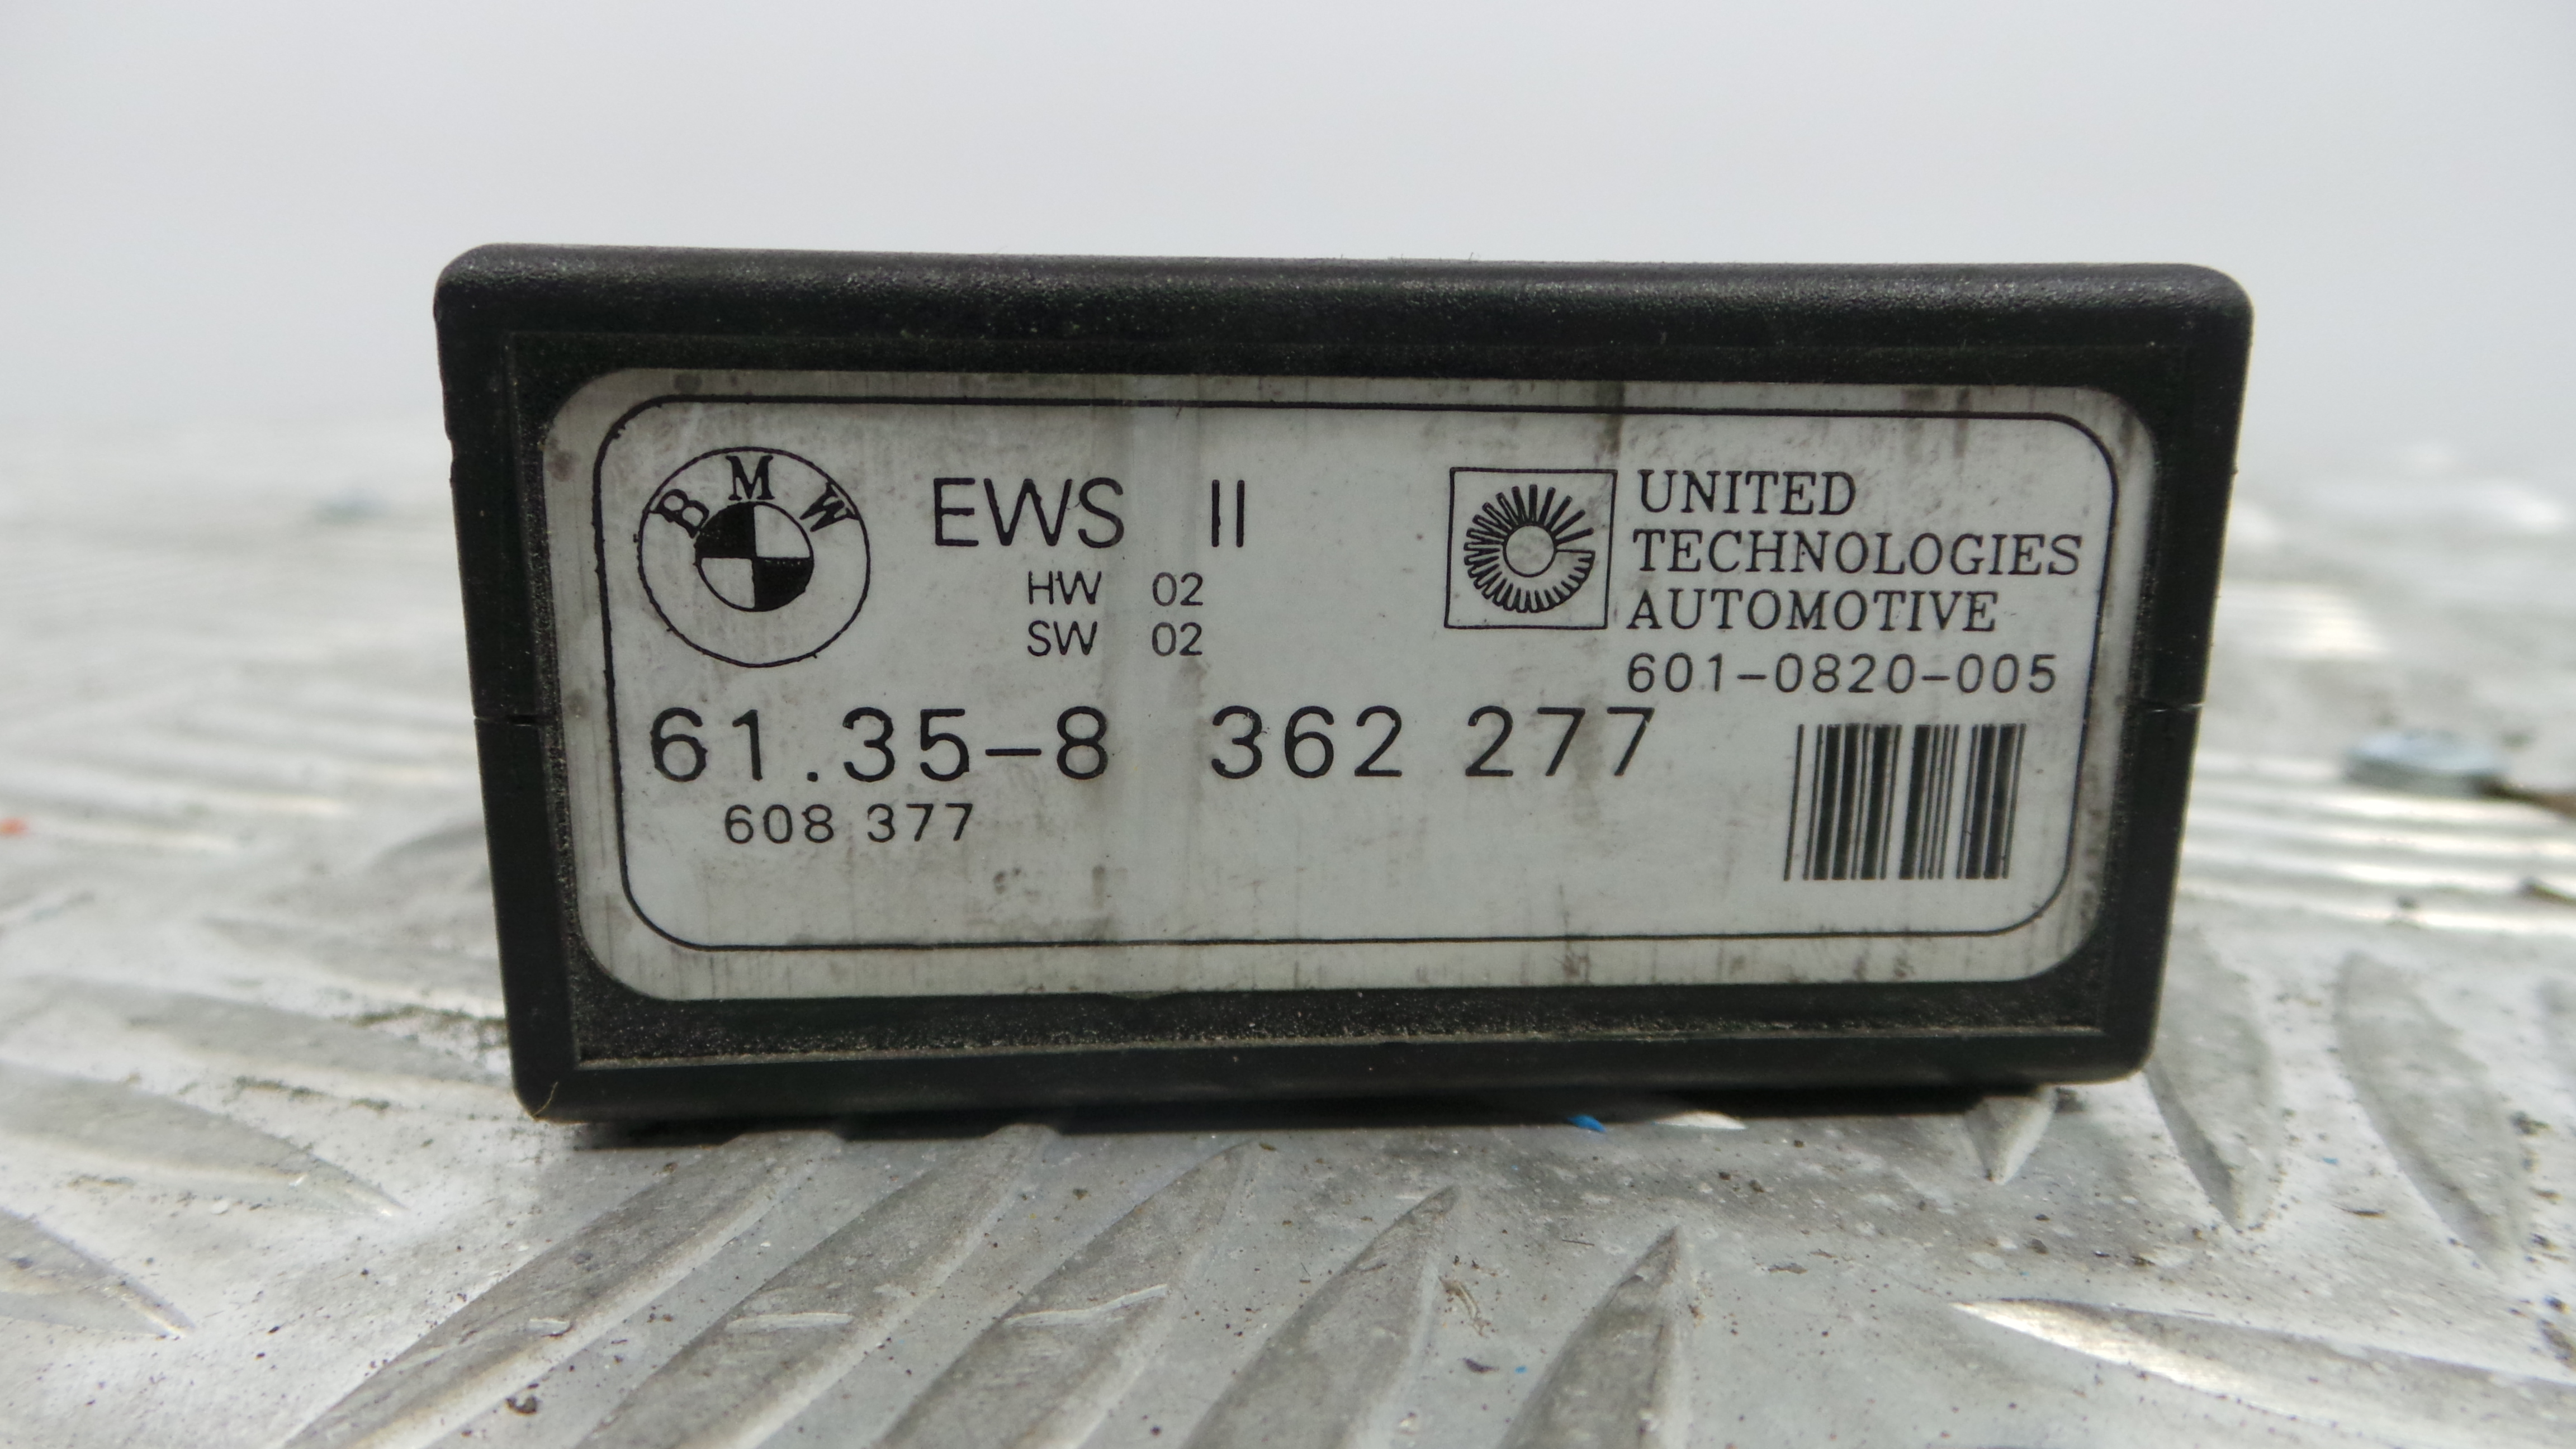 BMW
EWS II
HW 02
SW 02
UNITED
TECHNOLOGIES
AUTOMOTIVE
601-0820-005
61.35-8 362 277
608 377